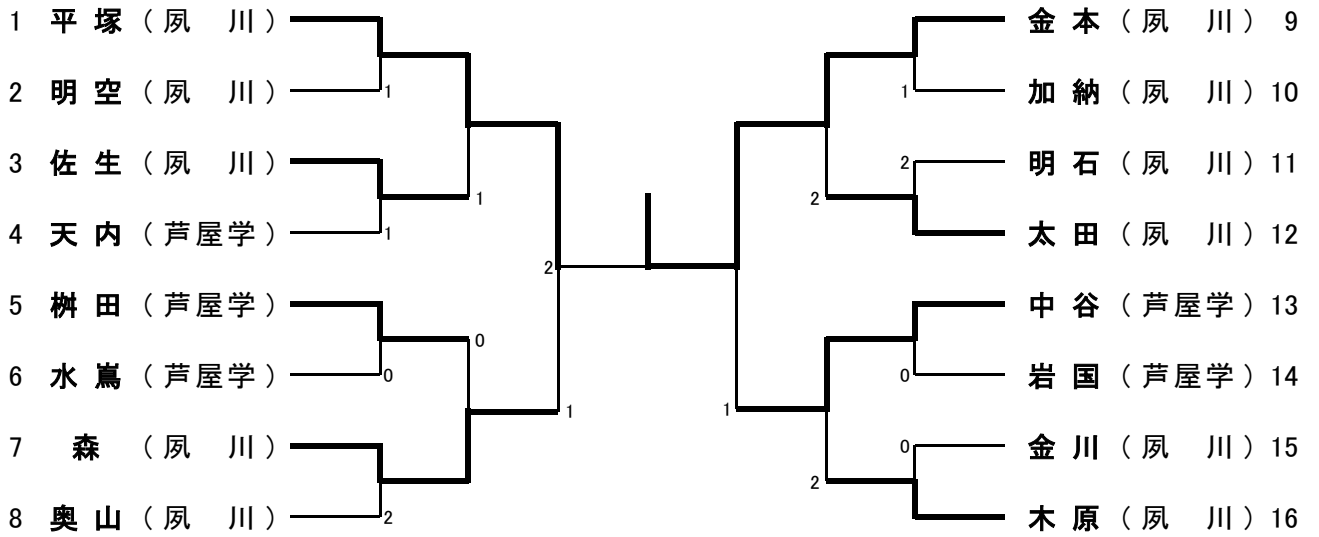 1 平塚 (夙 川)
1
2 明空 (夙 川)
3 佐生 (夙 川)
1
4 天内 (芦屋学)
1
2
5 桝田 (芦屋学)
0
6 水嶌 (芦屋学)
0
1
7 森 (夙 川)
8 奥山 (夙 川)
2
金本 (夙 川) 9
1
加納 (夙 川) 10
2
明石 (夙 川) 11
2
太田 (夙 川) 12
中谷 (芦屋学) 13
0
岩国 (芦屋学) 14
1
0
金川 (夙 川) 15
2
木原 (夙 川) 16